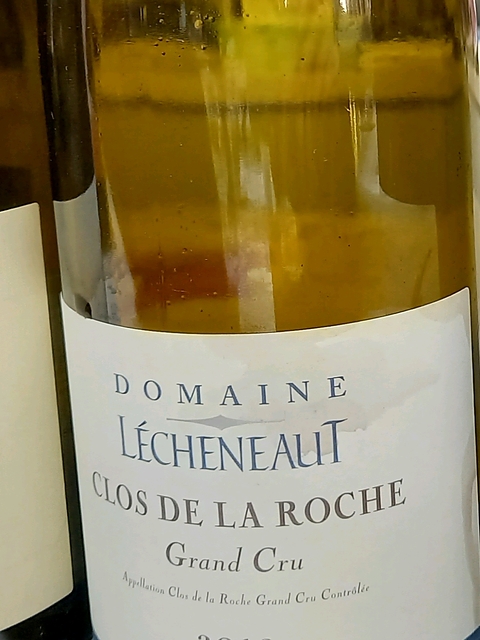 DOMAINE
LÉCHENEAUT
CLOS DE LA ROCHE
Grand Cru
Appellation Clos de la Roche Grand Cru Contrôlée